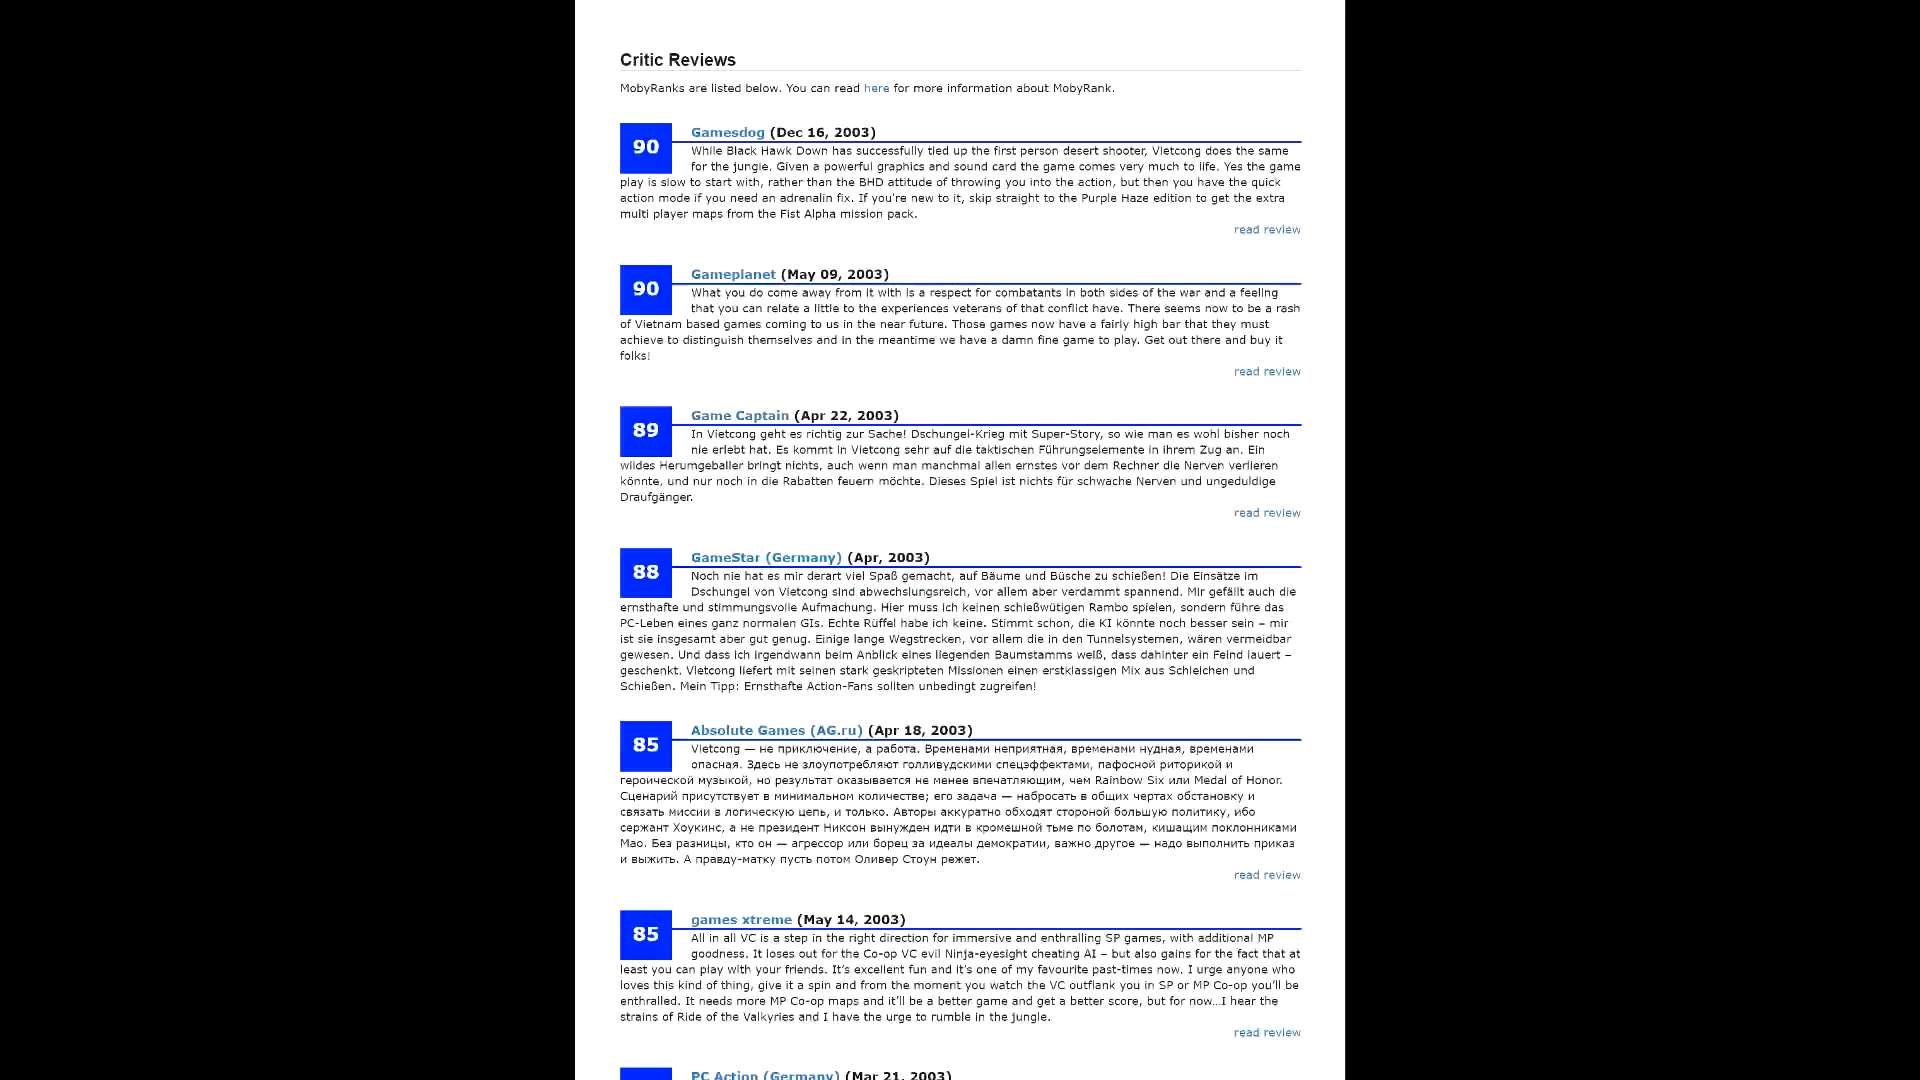 Critic Reviews
MobyRanks are listed below. You can read here for more information about MobyRank.
90
Gamesdog (Dec 16, 2003)
While Black Hawk Down has successfully tied up the first person desert shooter, Vietcong does the same
for the jungle. Given a powerful graphics and sound card the game comes very much to life. Yes the game
play is slow to start with, rather than the BHD attitude of throwing you into the action, but then you have the quick
action mode if you need an adrenalin fix. If you're new to it, skip straight to the Purple Haze edition to get the extra
multi player maps from the Fist Alpha mission pack.
read review
90
Gameplanet (May 09, 2003)
What you do come away from it with is a respect for combatants in both sides of the war and a feeling
that you can relate a little to the experiences veterans of that conflict have. There seems now to be a rash
of Vietnam based games coming to us in the near future. Those games now have a fairly high bar that they must
achieve to distinguish themselves and in the meantime we have a damn fine game to play. Get out there and buy it
folks!
read review
89
Game Captain (Apr 22, 2003)
In Vietcong geht es richtig zur Sache! Dschungel-Krieg mit Super-Story, so wie man es wohl bisher noch
nie erlebt hat. Es kommt in Vietcong sehr auf die taktischen Führungselemente in Ihrem Zug an. Ein
wildes Herumgeballer bringt nichts, auch wenn man manchmal allen ernstes vor dem Rechner die Nerven verlieren
könnte, und nur noch in die Rabatten feuern möchte. Dieses Spiel ist nichts für schwache Nerven und ungeduldige
Draufgänger.
read review
88
GameStar (Germany) (Apr, 2003)
Noch nie hat es mir derart viel Spaß gemacht, auf Bäume und Büsche zu schießen! Die Einsätze im
Dschungel von Vietcong sind abwechslungsreich, vor allem aber verdammt spannend. Mir gefällt auch die
ernsthafte und stimmungsvolle Aufmachung. Hier muss ich keinen schießwütigen Rambo spielen, sondern führe das
PC-Leben eines ganz normalen GIs. Echte Rüffel habe ich keine. Stimmt schon, die KI könnte noch besser sein – mir
ist sie insgesamt aber gut genug. Einige lange Wegstrecken, vor allem die in den Tunnelsystemen, wären vermeidbar
gewesen. Und dass ich irgendwann beim Anblick eines liegenden Baumstamms weiß, dass dahinter ein Feind lauert –
geschenkt. Vietcong liefert mit seinen stark geskripteten Missionen einen erstklassigen Mix aus Schleichen und
Schießen. Mein Tipp: Ernsthafte Action-Fans sollten unbedingt zugreifen!
85
Absolute Games (AG.ru) (Apr 18, 2003)
Vietcong — не приключение, а работа. Временами неприятная, временами нудная, временами
опасная. Здесь не злоупотребляют голливудскими спецэффектами, пафосной риторикой и
героической музыкой, но результат оказывается не менее впечатляющим, чем Rainbow Six или Medal of Honor.
Сценарий присутствует в минимальном количестве; его задача — набросать в общих чертах обстановку и
связать миссии в логическую цепь, и только. Авторы аккуратно обходят стороной большую политику, ибо
сержант Хоукинс, а не президент Никсон вынужден идти в кромешной тьме по болотам, кишащим поклонниками
Мао. Без разницы, кто он — агрессор или борец за идеалы демократии, важно другое — надо выполнить приказ
и выжить. А правду-матку пусть потом Оливер Стоун режет.
read review
85
games xtreme (May 14, 2003)
All in all VC is a step in the right direction for immersive and enthralling SP games, with additional MP
goodness. It loses out for the Co-op VC evil Ninja-eyesight cheating AI – but also gains for the fact that at
least you can play with your friends. It’s excellent fun and it’s one of my favourite past-times now. I urge anyone who
loves this kind of thing, give it a spin and from the moment you watch the VC outflank you in SP or MP Co-op you’ll be
enthralled. It needs more MP Co-op maps and it’ll be a better game and get a better score, but for now…I hear the
strains of Ride of the Valkyries and I have the urge to rumble in the jungle.
read review
PC Action (Germany) (Mar 21, 2003)